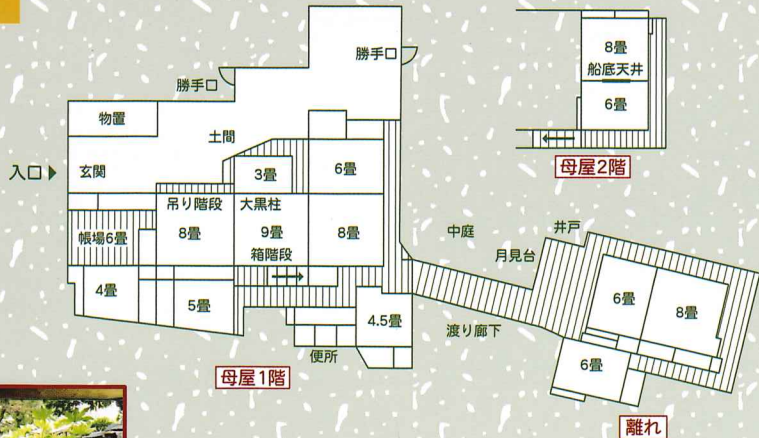 勝手口
勝手口
物置
土間
入口
玄関
3畳
6畳
吊り階段
8畳
大黒柱
9畳
箱階段
8畳
帳場6畳
4畳
5畳
4.5畳
便所
母屋1階
8畳
船底天井
6畳
母屋2階
中庭
井戸
月見台
渡り廊下
6畳
8畳
6畳
離れ